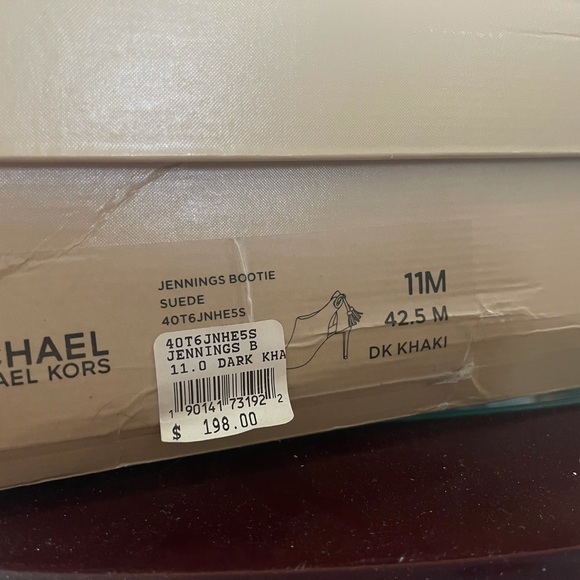 JENNINGS BOOTIE
SUEDE
40T6JNHE5S
11M
42.5 M
DK KHAKI
CHAEL
AEL KORS
40T6JNHE5S
JENNINGS B
11.0 DARK KHA
1 90141 73192 2
$ 198.00